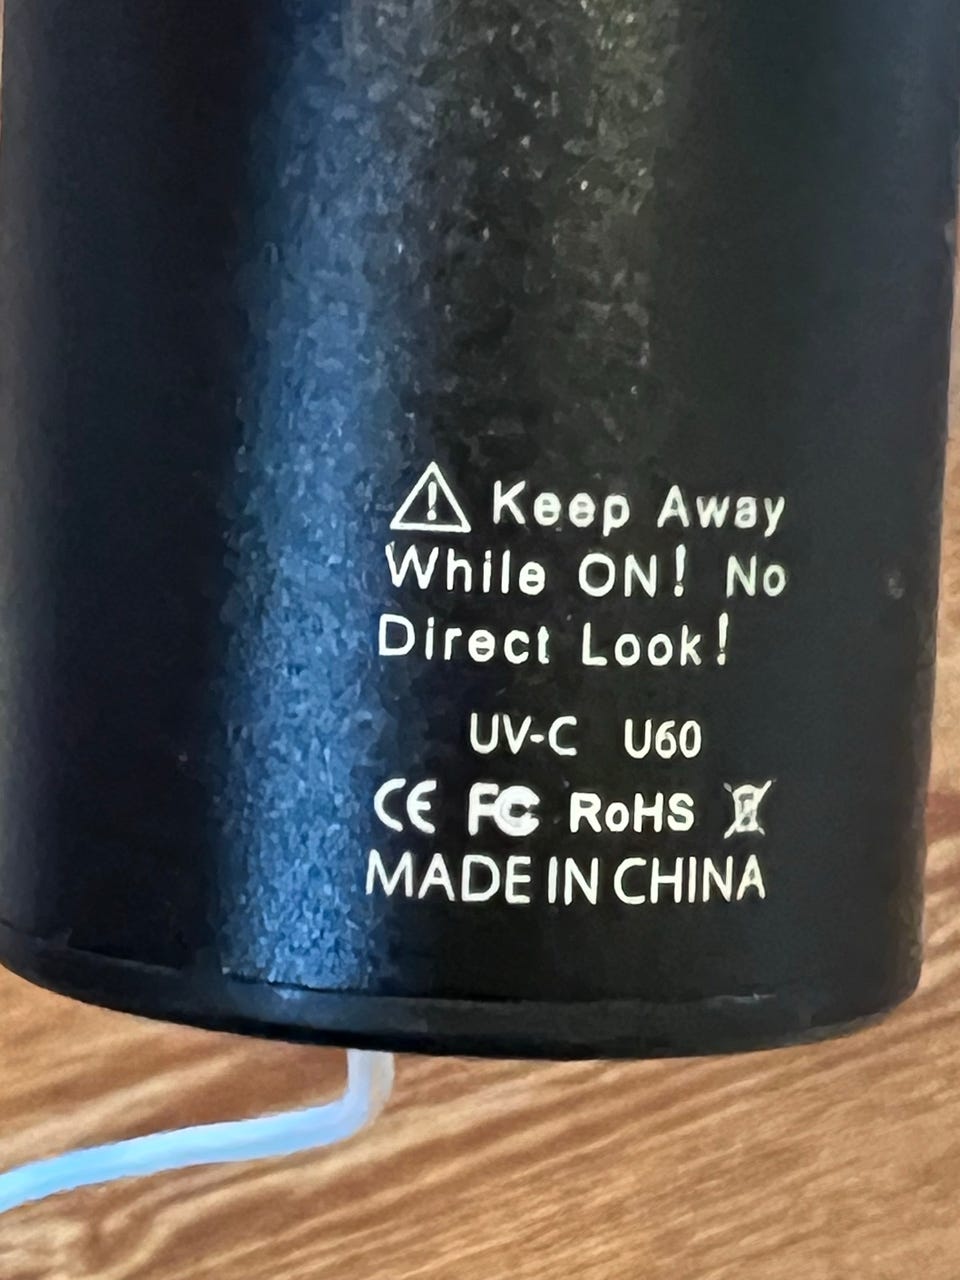 Keep Away
While ON! No
Direct Look!
UV-C U60
CE FC RoHS
MADE IN CHINA